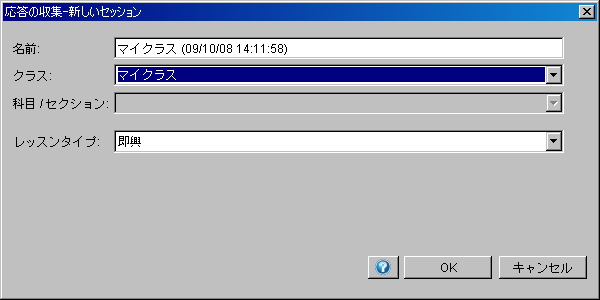 応答の収集-新しいセッション
名前: マイクラス (09/10/08 14:11:58)
クラス: マイクラス
科目 / セクション:
レッスンタイプ: 即興
? OK キャンセル